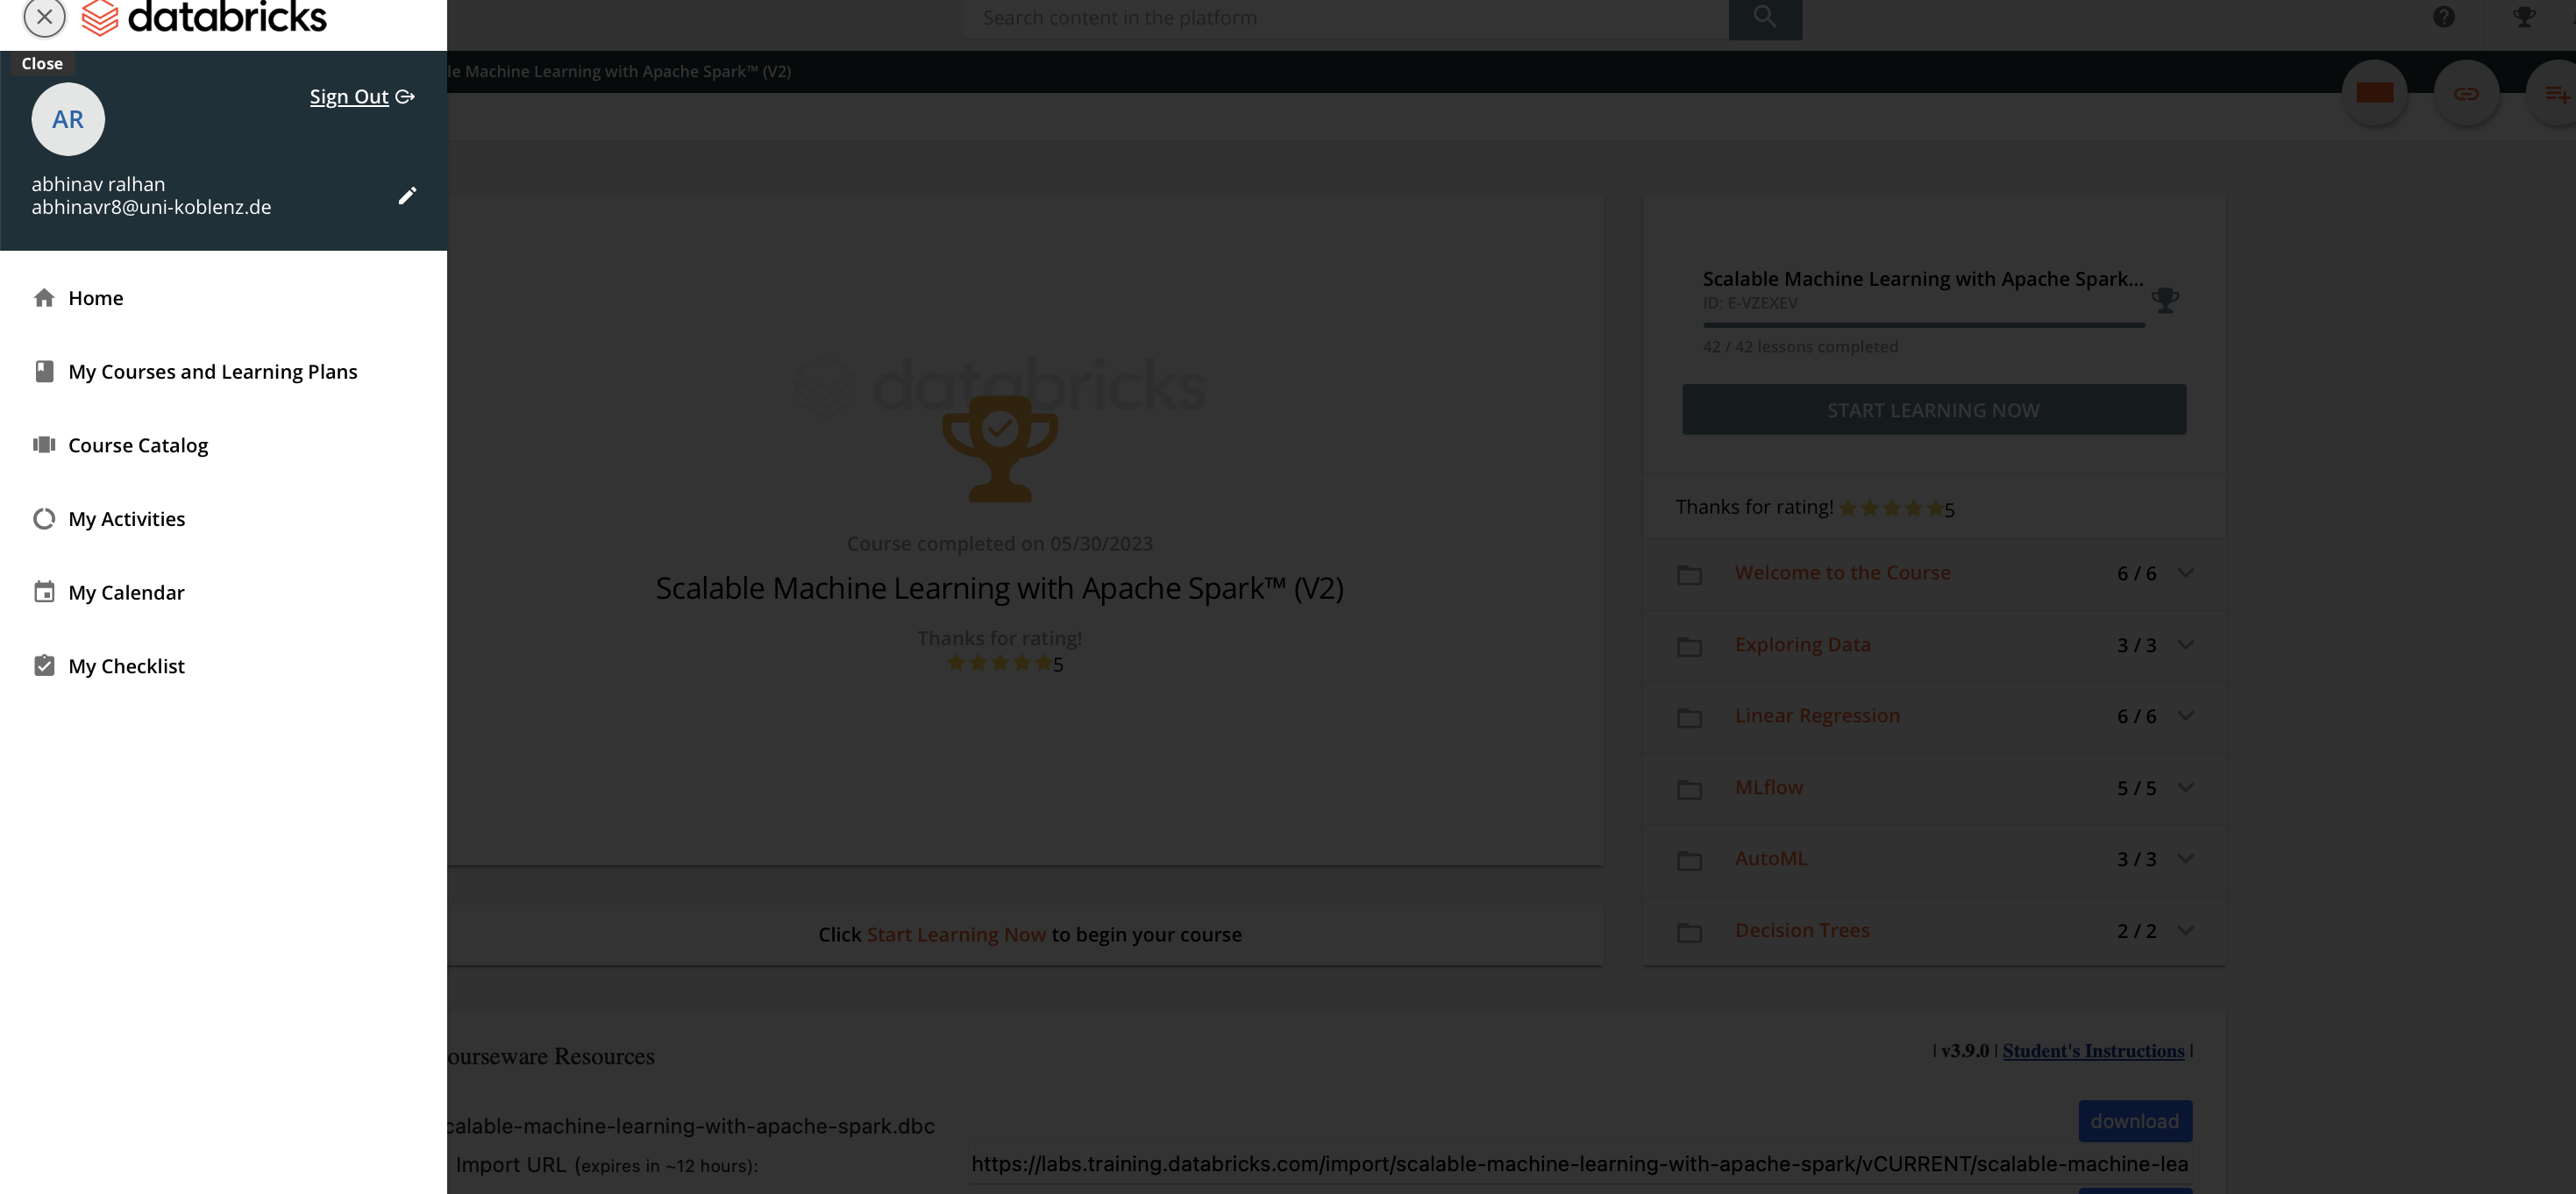 databricks
Close
AR
Sign Out
abhinav ralhan
abhinavr8@uni-koblenz.de
Home
My Courses and Learning Plans
Course Catalog
My Activities
My Calendar
My Checklist
Search content in the platform
le Machine Learning with Apache Spark™ (V2)
databricks
Course completed on 05/30/2023
Scalable Machine Learning with Apache Spark™ (V2)
Thanks for rating!
5
Click Start Learning Now to begin your course
Scalable Machine Learning with Apache Spark...
ID: E-VZEXEV
42 / 42 lessons completed
START LEARNING NOW
Thanks for rating! 5
Welcome to the Course 6 / 6
Exploring Data 3 / 3
Linear Regression 6 / 6
MLflow 5 / 5
AutoML 3 / 3
Decision Trees 2 / 2
ourseware Resources
| v3.9.0 | Student's Instructions |
calable-machine-learning-with-apache-spark.dbc
download
Import URL (expires in ~12 hours):
https://labs.training.databricks.com/import/scalable-machine-learning-with-apache-spark/vCURRENT/scalable-machine-lea